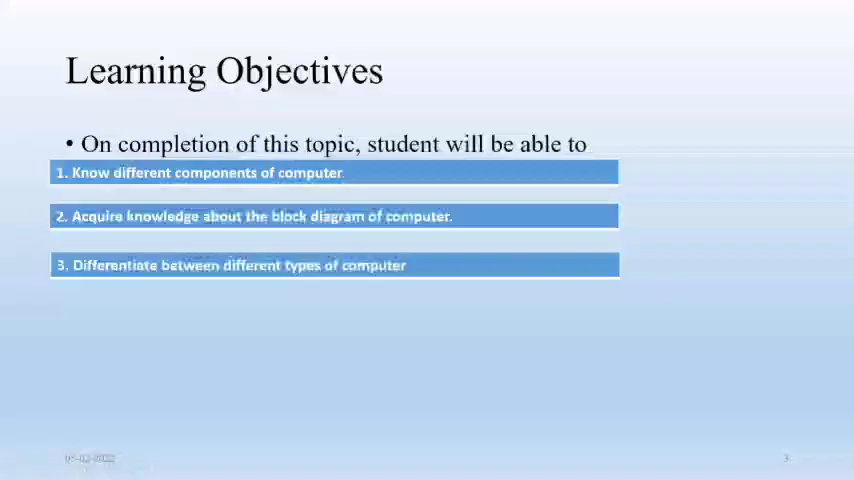 Learning Objectives
• On completion of this topic, student will be able to
1. Know different components of computer
2. Acquire knowledge about the block diagram of computer.
3. Differentiate between different types of computer
3